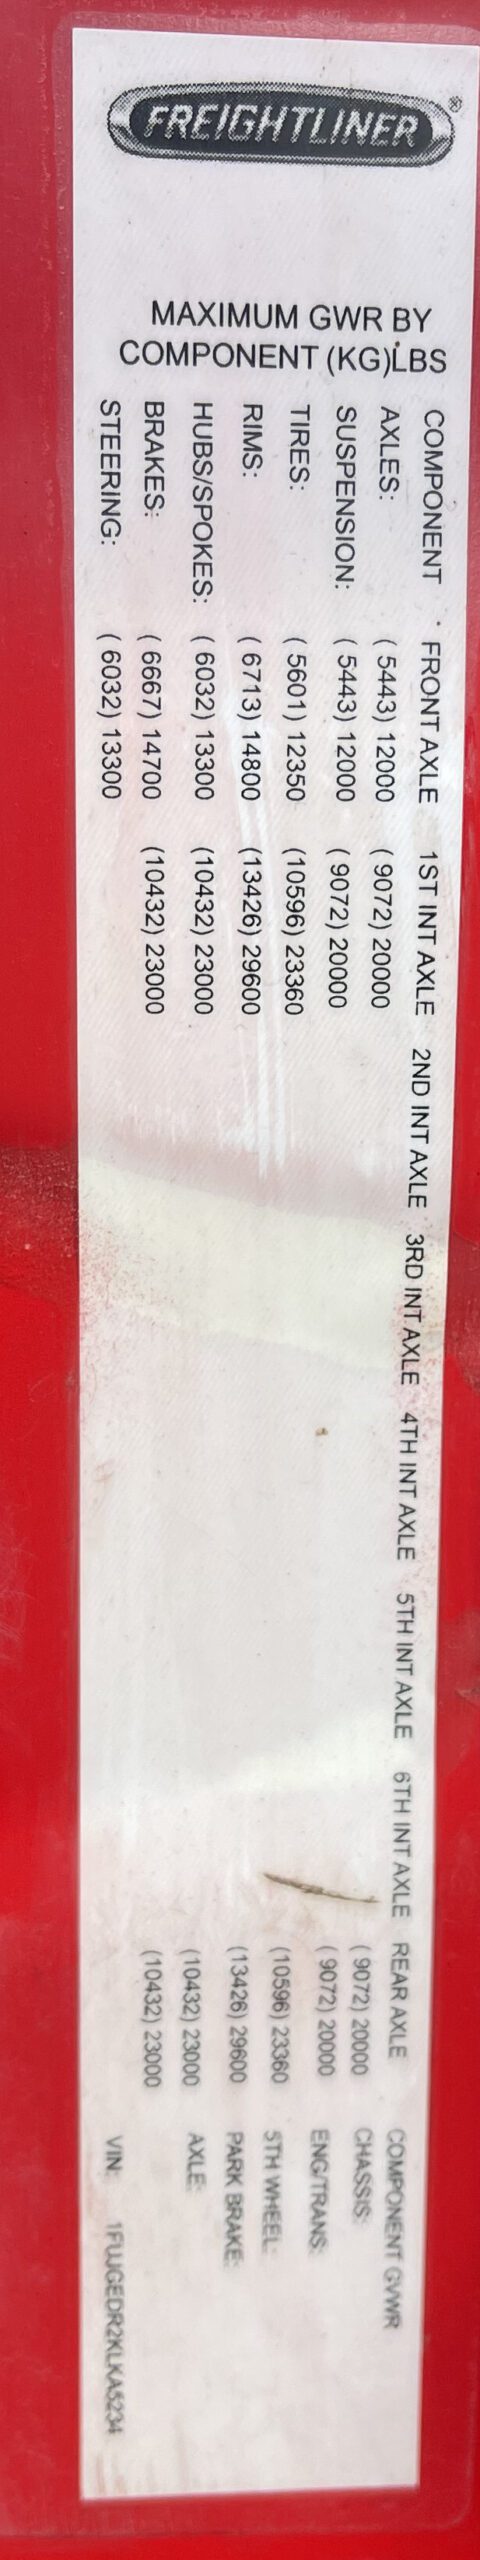 FREIGHTLINER®
MAXIMUM GWR BY
COMPONENT (KG)LBS
COMPONENT FRONT AXLE 1ST INT AXLE 2ND INT AXLE 3RD INT AXLE 4TH INT AXLE 5TH INT AXLE 6TH INT AXLE REAR AXLE COMPONENT GVWR
AXLES: ( 5443) 12000 ( 9072) 20000 ( 9072) 20000 CHASSIS:
SUSPENSION: ( 5443) 12000 ( 9072) 20000 ( 9072) 20000 ENG/TRANS:
TIRES: ( 5601) 12350 (10596) 23360 (10596) 23360 5TH WHEEL:
RIMS: ( 6713) 14800 (13426) 29600 (13426) 29600 PARK BRAKE:
HUBS/SPOKES: ( 6032) 13300 (10432) 23000 (10432) 23000 AXLE:
BRAKES: ( 6667) 14700 (10432) 23000 (10432) 23000
STEERING: ( 6032) 13300 VIN: 1FUJGEDR2KLKA5234